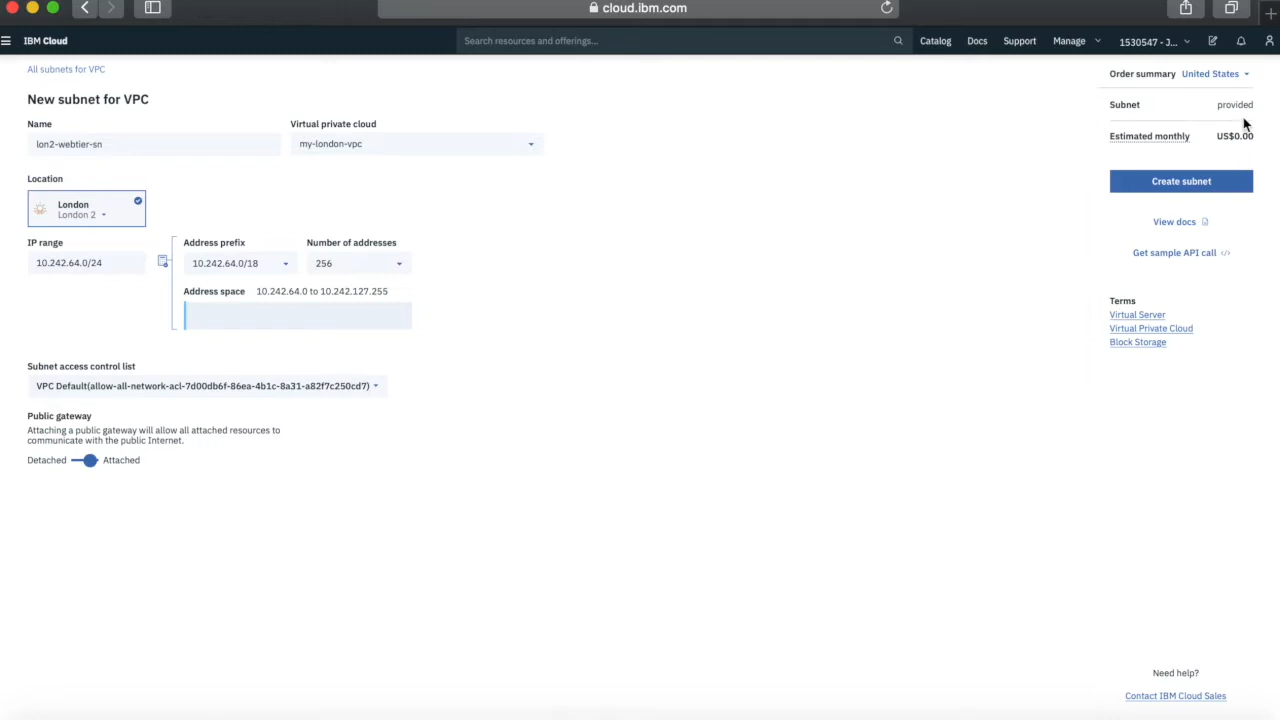 cloud.ibm.com
IBM Cloud
Search resources and offerings...
Catalog
Docs
Support
Manage
1530547 - J...
All subnets for VPC
New subnet for VPC
Name
Virtual private cloud
lon2-webtier-sn
my-london-vpc
Location
London
London 2
IP range
Address prefix
Number of addresses
10.242.64.0/24
10.242.64.0/18
256
Address space 10.242.64.0 to 10.242.127.255
Subnet access control list
VPC Default(allow-all-network-acl-7d00db6f-86ea-4b1c-8a31-a82f7c250cd7)
Public gateway
Attaching a public gateway will allow all attached resources to
communicate with the public Internet.
Detached
Attached
Order summary United States
Subnet provided
Estimated monthly US$0.00
Create subnet
View docs
Get sample API call
Terms
Virtual Server
Virtual Private Cloud
Block Storage
Need help?
Contact IBM Cloud Sales